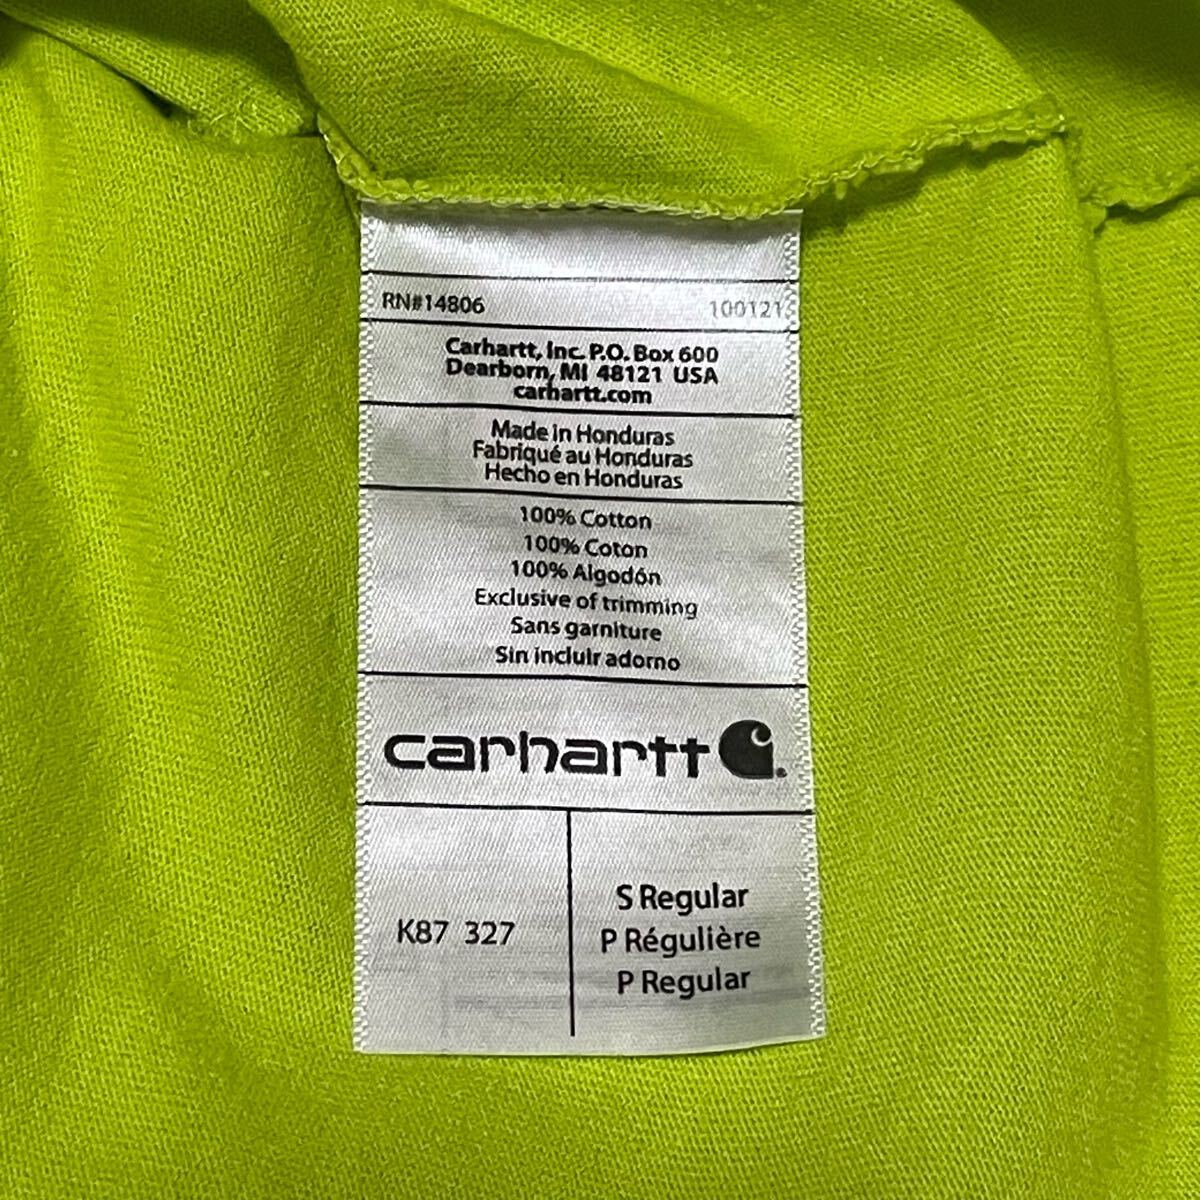 RN#14806 100121
Carhartt, Inc. P.O. Box 600
Dearborn, MI 48121 USA
carhartt.com
Made in Honduras
Fabriqué au Honduras
Hecho en Honduras
100% Cotton
100% Coton
100% Algodón
Exclusive of trimming
Sans garniture
Sin incluir adorno
carhartt
K87 327
S Regular
P Régulière
P Regular